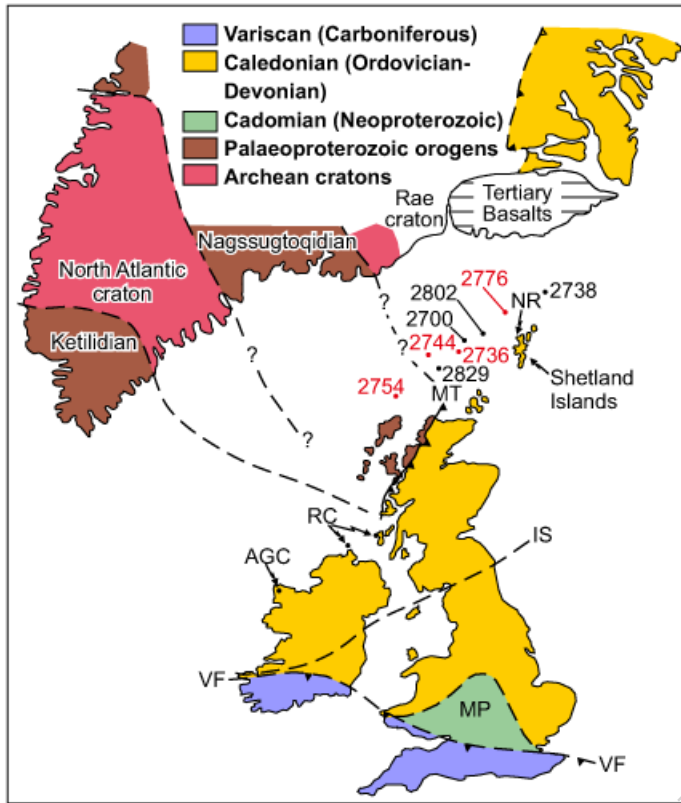 Variscan (Carboniferous)
Caledonian (Ordovician-
Devonian)
Cadomian (Neoproterozoic)
Palaeoproterozoic orogens
Archean cratons
Rae
craton
Tertiary
Basalts
Nagssugtoqidian
North Atlantic
craton
Ketilidian
2776
2738
2802
NR
2700
?
2744
?
2736
?
2829
Shetland
Islands
2754
MT
?
RC
IS
AGC
VF
MP
VF